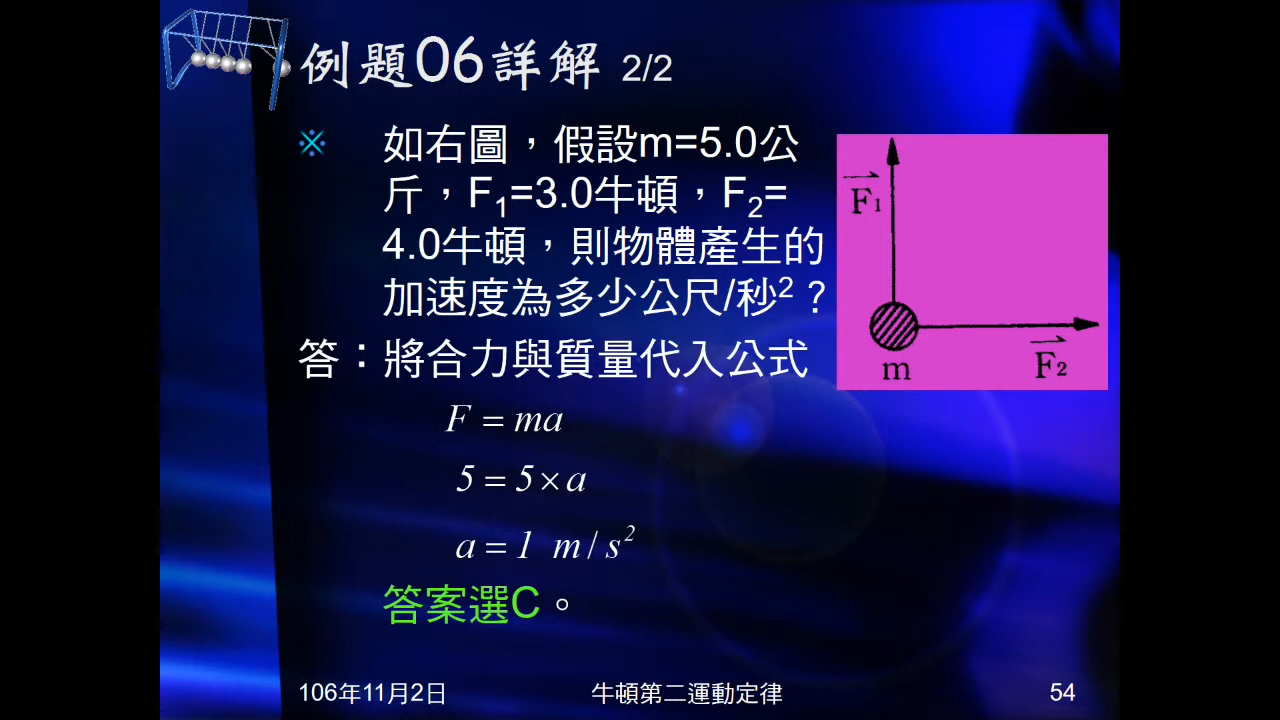 例題06詳解 2/2
※ 如右圖，假設m=5.0公
斤，F₁=3.0牛頓，F₂=
4.0牛頓，則物體產生的
加速度為多少公尺/秒²？
答：將合力與質量代入公式
F = ma
5 = 5×a
a = 1 m/s²
答案選C。
F₁
m
F₂
106年11月2日
牛頓第二運動定律
54